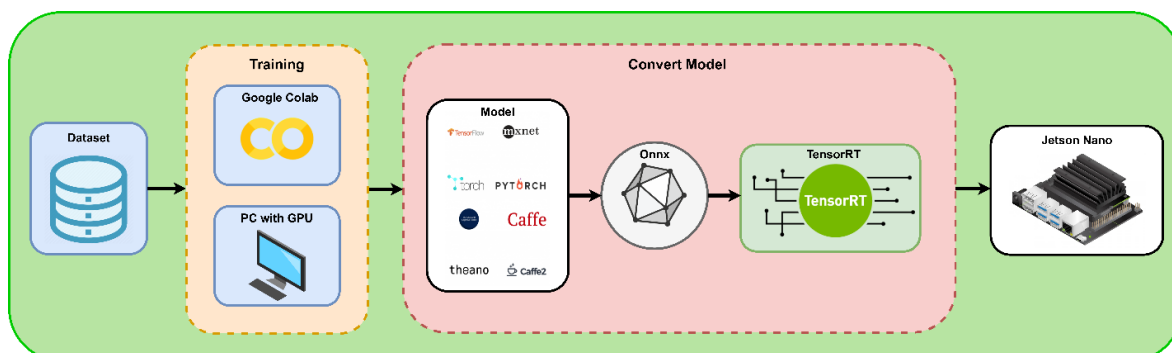 Dataset
Training
Google Colab
PC with GPU
Convert Model
Model
TensorFlow
mxnet
torch
PYTORCH
Caffe
theano
Caffe2
Onnx
TensorRT
TensorRT
Jetson Nano